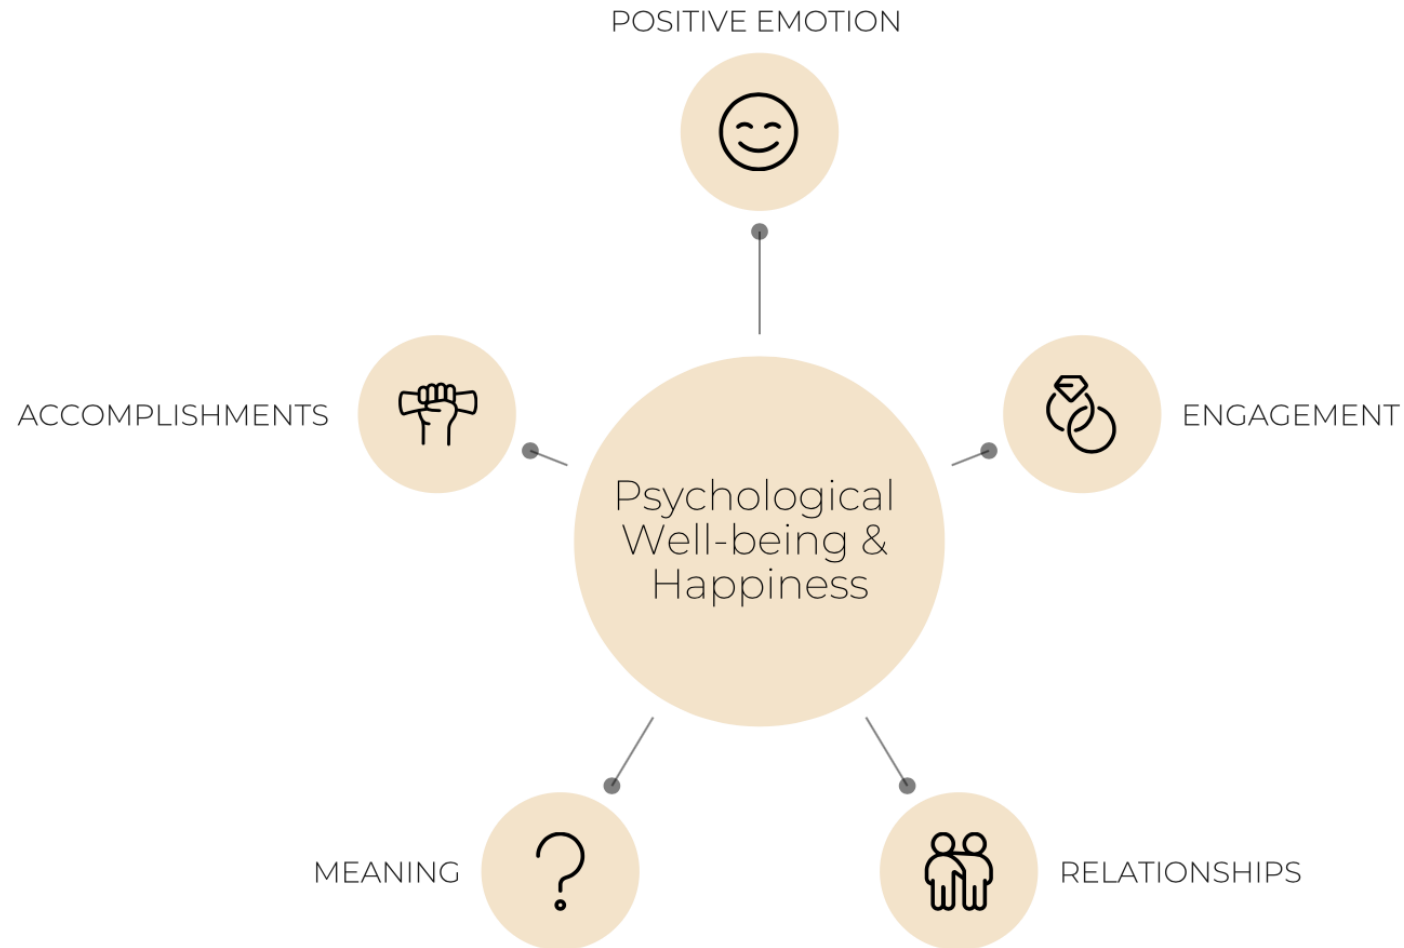 POSITIVE EMOTION
ACCOMPLISHMENTS
ENGAGEMENT
Psychological
Well-being &
Happiness
MEANING
RELATIONSHIPS